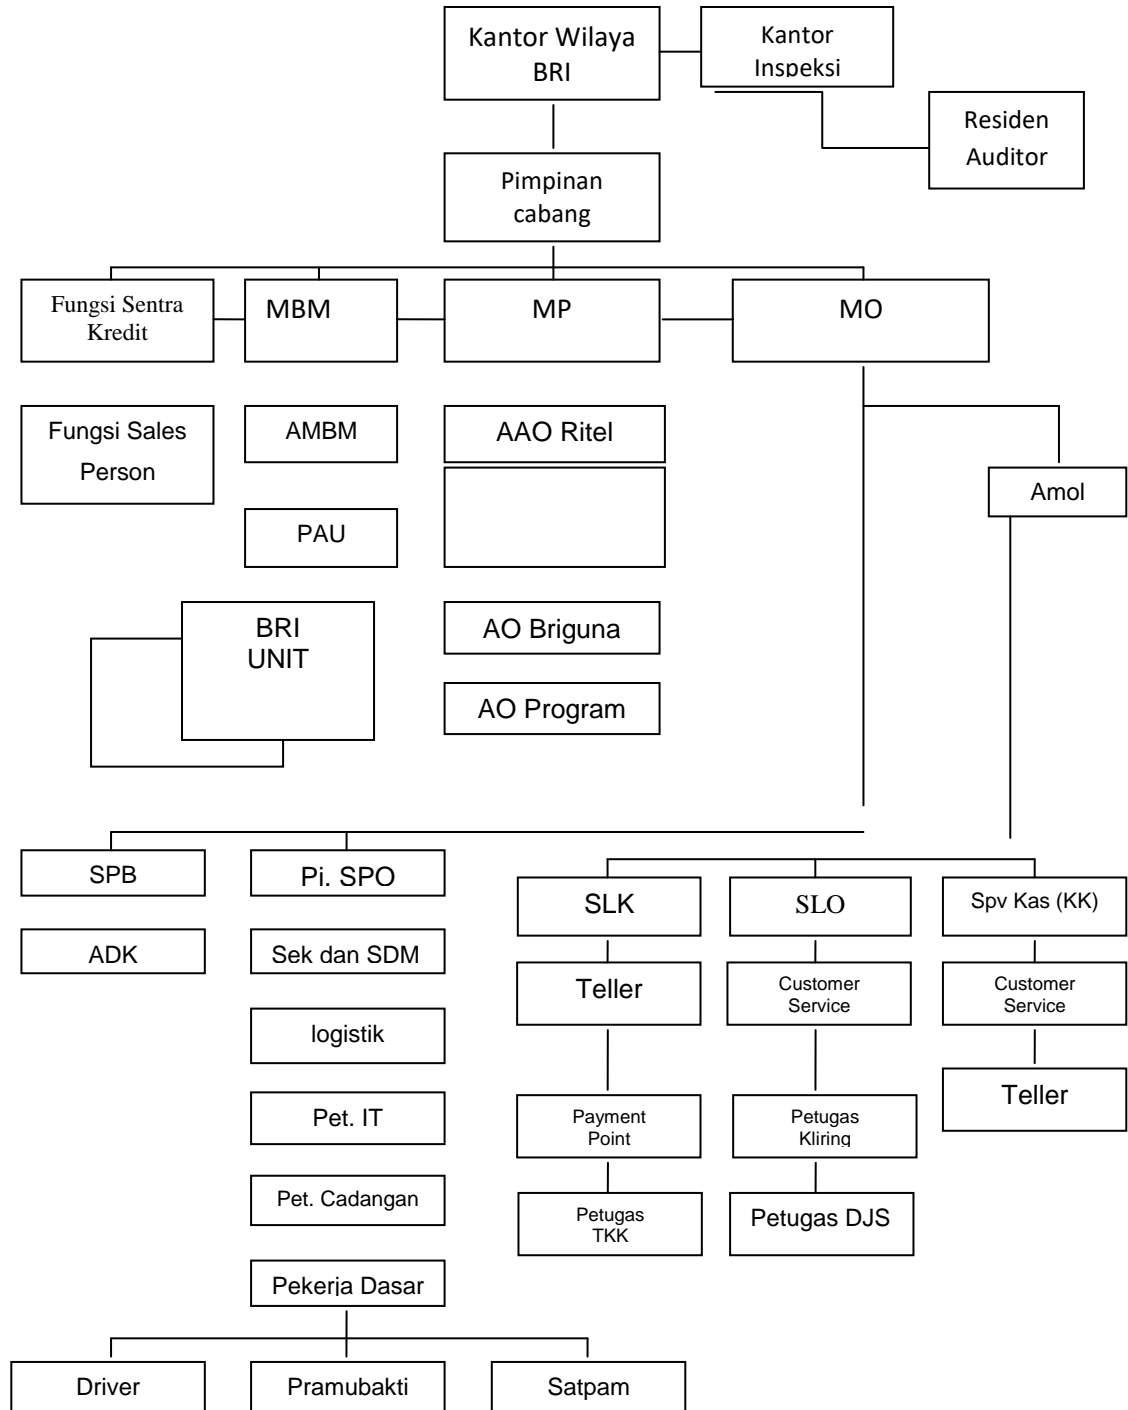 Kantor Wilaya
BRI
Kantor
Inspeksi
Residen
Auditor
Pimpinan
cabang
Fungsi Sentra
Kredit
MBM
MP
MO
Fungsi Sales
Person
AMBM
AAO Ritel
Amol
PAU
BRI
UNIT
AO Briguna
AO Program
SPB
Pi. SPO
SLK
SLO
Spv Kas (KK)
ADK
Sek dan SDM
Teller
Customer
Service
Customer
Service
logistik
Pet. IT
Payment
Point
Petugas
Kliring
Teller
Pet. Cadangan
Petugas
TKK
Petugas DJS
Pekerja Dasar
Driver
Pramubakti
Satpam